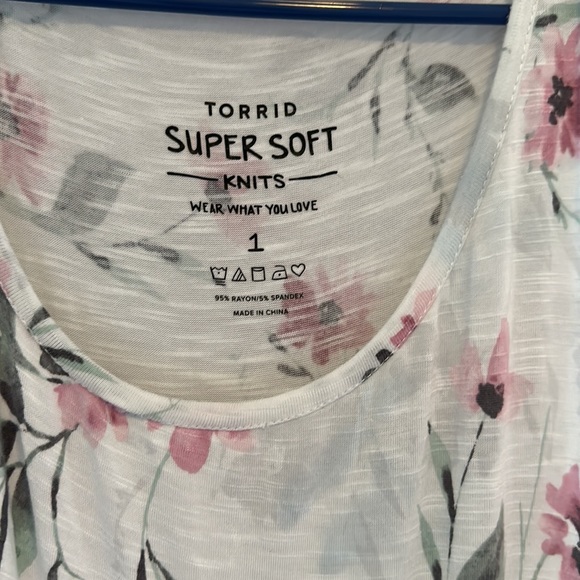 TORRID
SUPER SOFT
KNITS
WEAR WHAT YOU LOVE
1
95% RAYON/5% SPANDEX
MADE IN CHINA